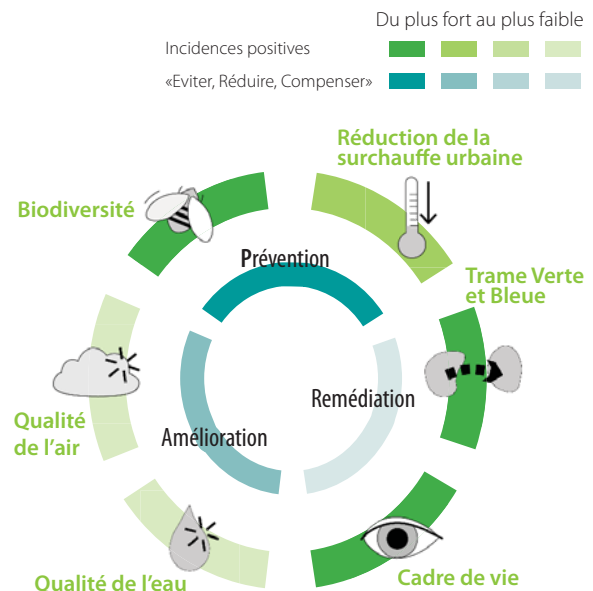 Du plus fort au plus faible
Incidences positives
«Eviter, Réduire, Compenser»
Réduction de la
surchauffe urbaine
Biodiversité
Prévention
Trame Verte
et Bleue
Remédiation
Qualité
de l'air
Amélioration
Qualité de l'eau
Cadre de vie